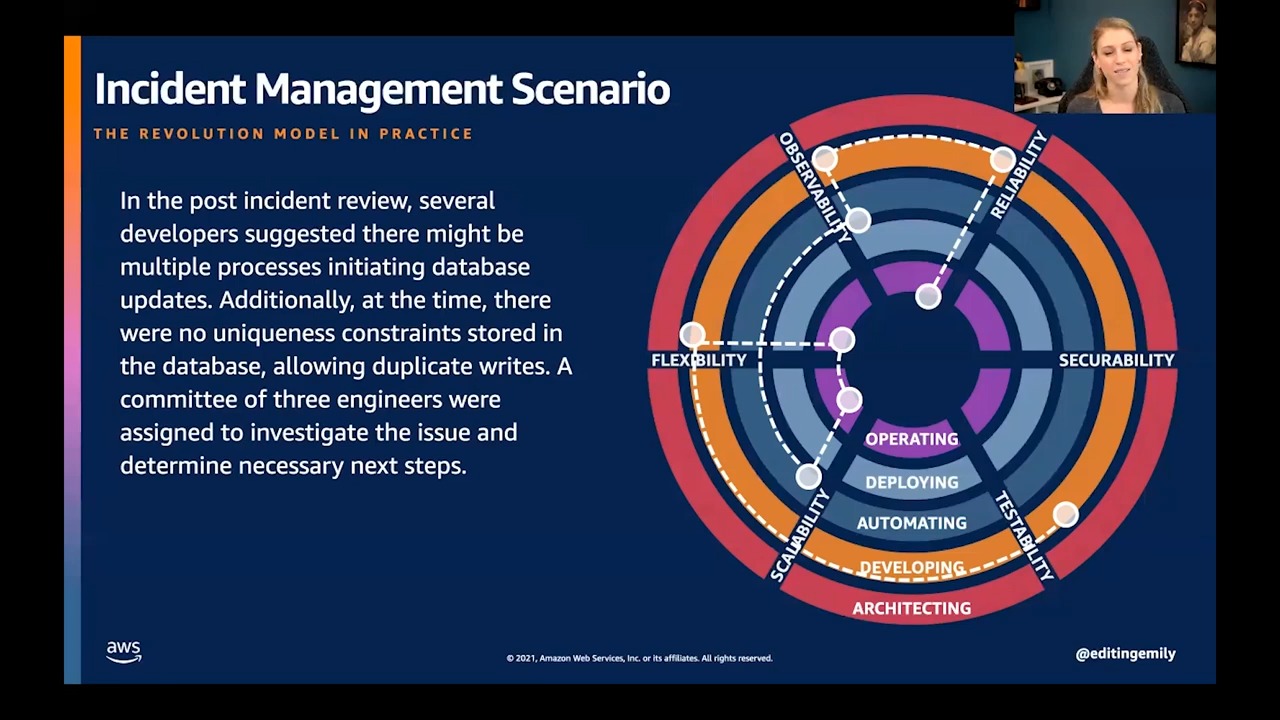 Incident Management Scenario
THE REVOLUTION MODEL IN PRACTICE
In the post incident review, several
developers suggested there might be
multiple processes initiating database
updates. Additionally, at the time, there
were no uniqueness constraints stored in
the database, allowing duplicate writes. A
committee of three engineers were
assigned to investigate the issue and
determine necessary next steps.
OBSERVABILITY
RELIABILITY
FLEXIBILITY
SECURABILITY
SCALABILITY
TESTABILITY
OPERATING
DEPLOYING
AUTOMATING
DEVELOPING
ARCHITECTING
aws
© 2021, Amazon Web Services, Inc. or its affiliates. All rights reserved.
@editingemily